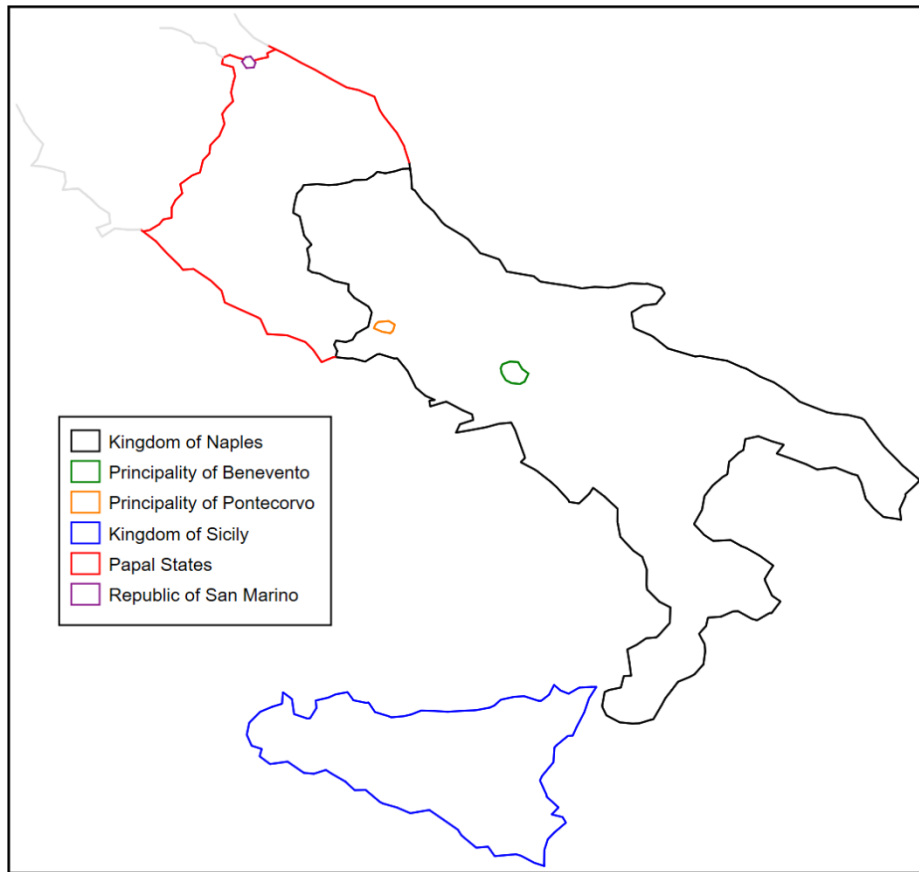 Kingdom of Naples
Principality of Benevento
Principality of Pontecorvo
Kingdom of Sicily
Papal States
Republic of San Marino